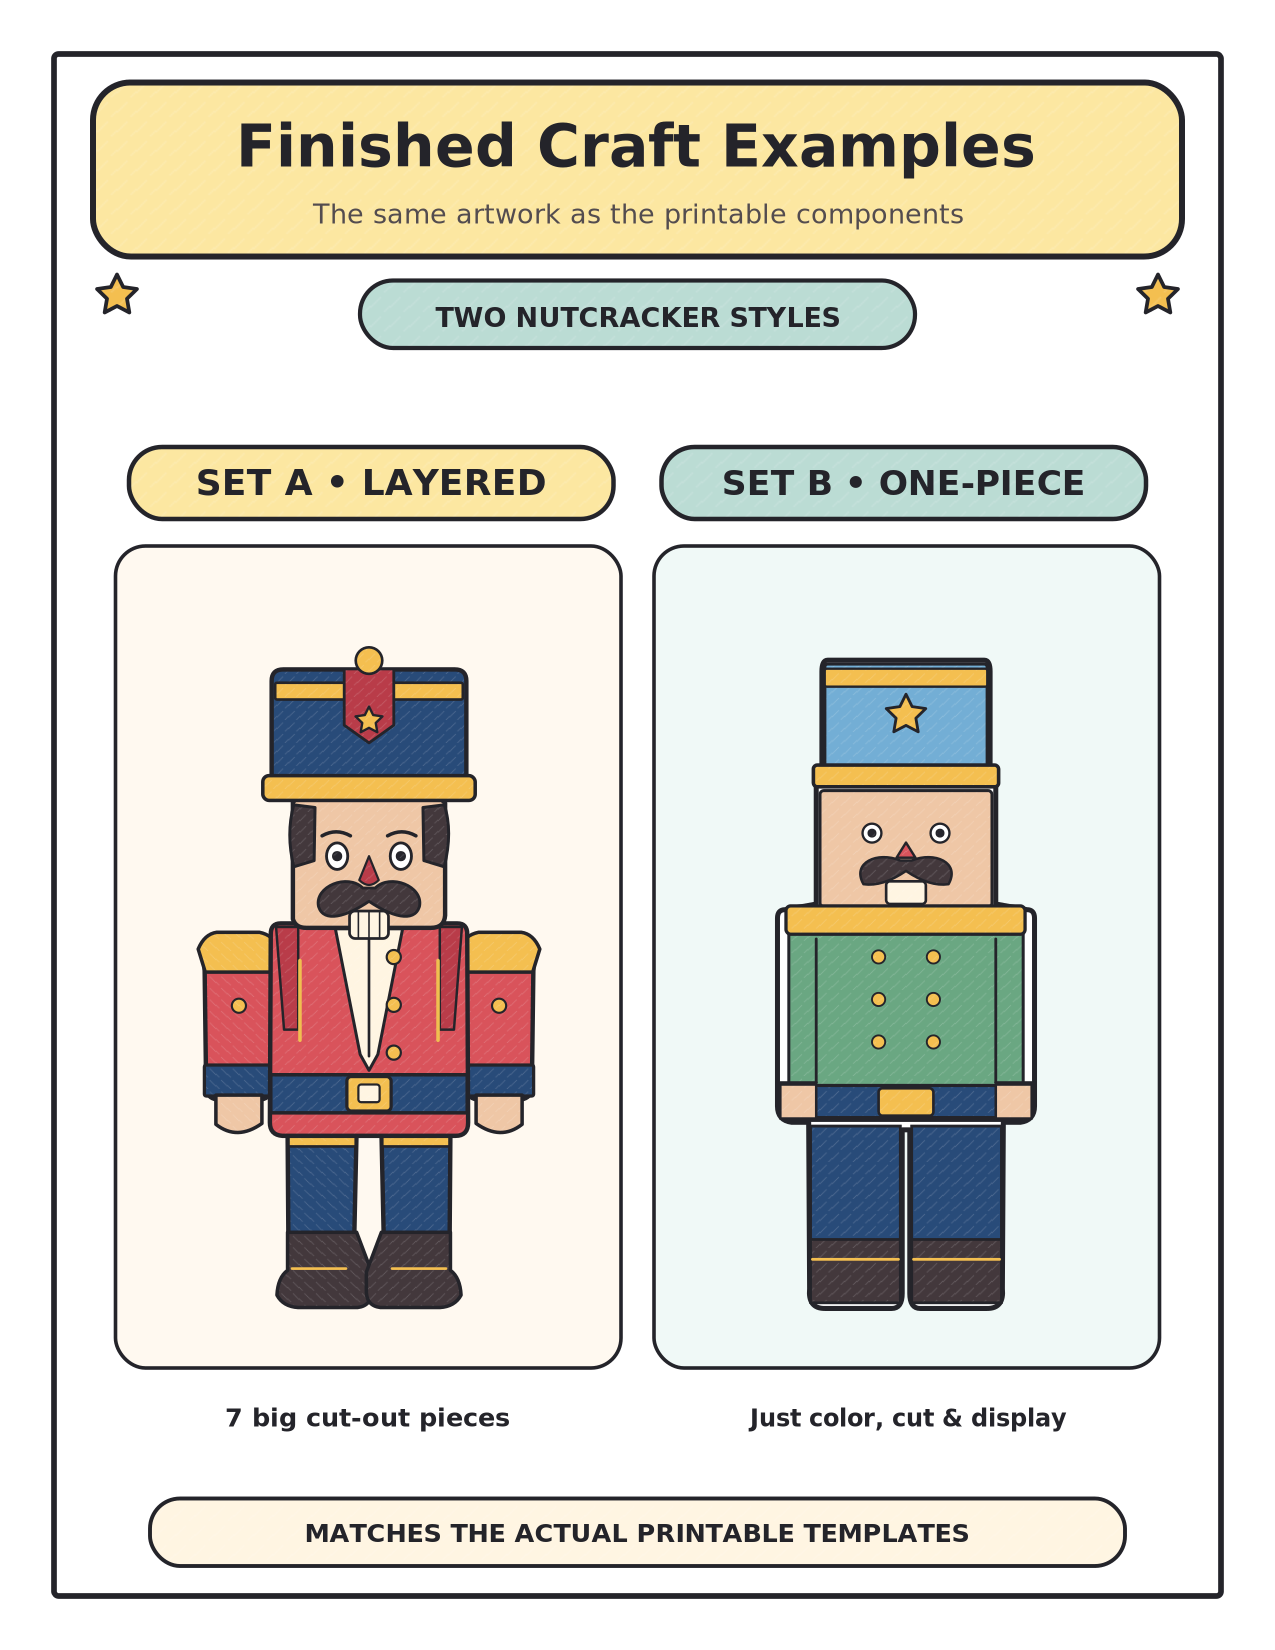 Finished Craft Examples
The same artwork as the printable components
TWO NUTCRACKER STYLES
SET A • LAYERED
SET B • ONE-PIECE
7 big cut-out pieces
Just color, cut & display
MATCHES THE ACTUAL PRINTABLE TEMPLATES